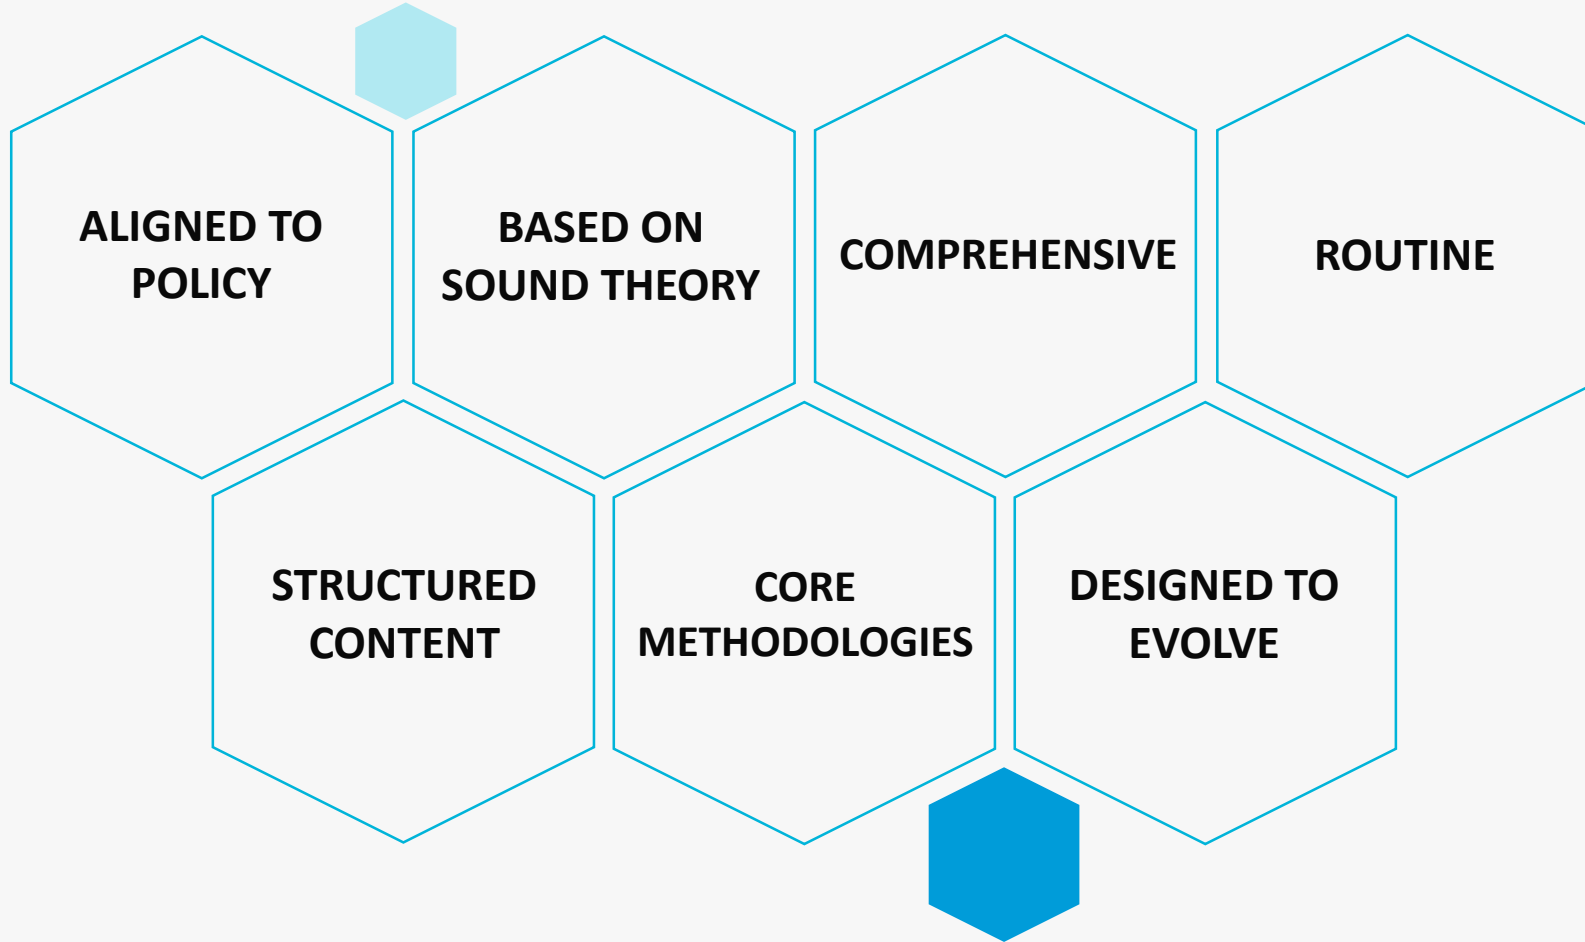 ALIGNED TO
POLICY
BASED ON
SOUND THEORY
COMPREHENSIVE
ROUTINE
STRUCTURED
CONTENT
CORE
METHODOLOGIES
DESIGNED TO
EVOLVE